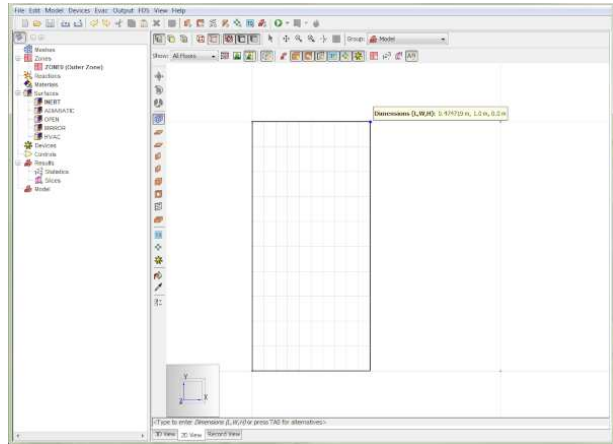 File Edit Model Devices Evac Output FDS View Help
Group: Model
Show: All Floors
Meshes
Zones
ZONES (Outer Zone)
Reactions
Materials
Surfaces
INERT
ADIABATIC
OPEN
MIRROR
HVAC
Devices
Controls
Results
Statistics
Slices
Model
Dimensions (L,W,H):
m, 1.0 m, 0.0 m
Y
Z
X
<Type to enter Dimensions (L,W,H) or press TAB for alternatives>
3D View 2D View Record View